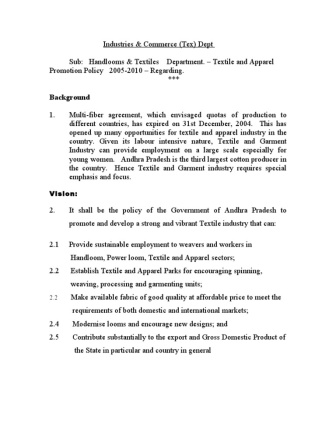 Industries & Commerce (Tex) Dept
Sub: Handlooms & Textiles Department. – Textile and Apparel
Promotion Policy 2005-2010 – Regarding.
***
Background
1. Multi-fiber agreement, which envisaged quotas of production to
different countries, has expired on 31st December, 2004. This has
opened up many opportunities for textile and apparel industry in the
country. Given its labour intensive nature, Textile and Garment
Industry can provide employment on a large scale especially for
young women. Andhra Pradesh is the third largest cotton producer in
the country. Hence Textile and Garment industry requires special
emphasis and focus.
Vision:
2. It shall be the policy of the Government of Andhra Pradesh to
promote and develop a strong and vibrant Textile industry that can:
2.1 Provide sustainable employment to weavers and workers in
Handloom, Power loom, Textile and Apparel sectors;
2.2 Establish Textile and Apparel Parks for encouraging spinning,
weaving, processing and garmenting units;
2.2 Make available fabric of good quality at affordable price to meet the
requirements of both domestic and international markets;
2.4 Modernise looms and encourage new designs; and
2.5 Contribute substantially to the export and Gross Domestic Product of
the State in particular and country in general